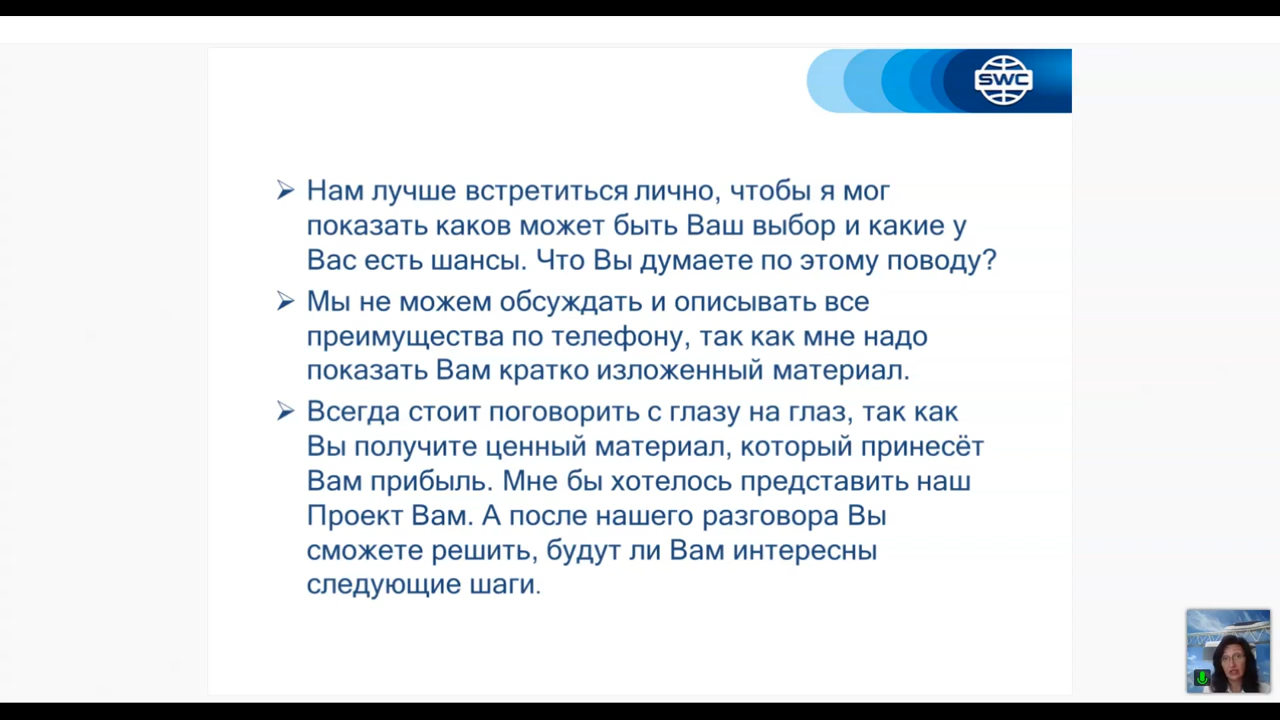 SWC
Нам лучше встретиться лично, чтобы я мог
показать каков может быть Ваш выбор и какие у
Вас есть шансы. Что Вы думаете по этому поводу?
Мы не можем обсуждать и описывать все
преимущества по телефону, так как мне надо
показать Вам кратко изложенный материал.
Всегда стоит поговорить с глазу на глаз, так как
Вы получите ценный материал, который принесёт
Вам прибыль. Мне бы хотелось представить наш
Проект Вам. А после нашего разговора Вы
сможете решить, будут ли Вам интересны
следующие шаги.